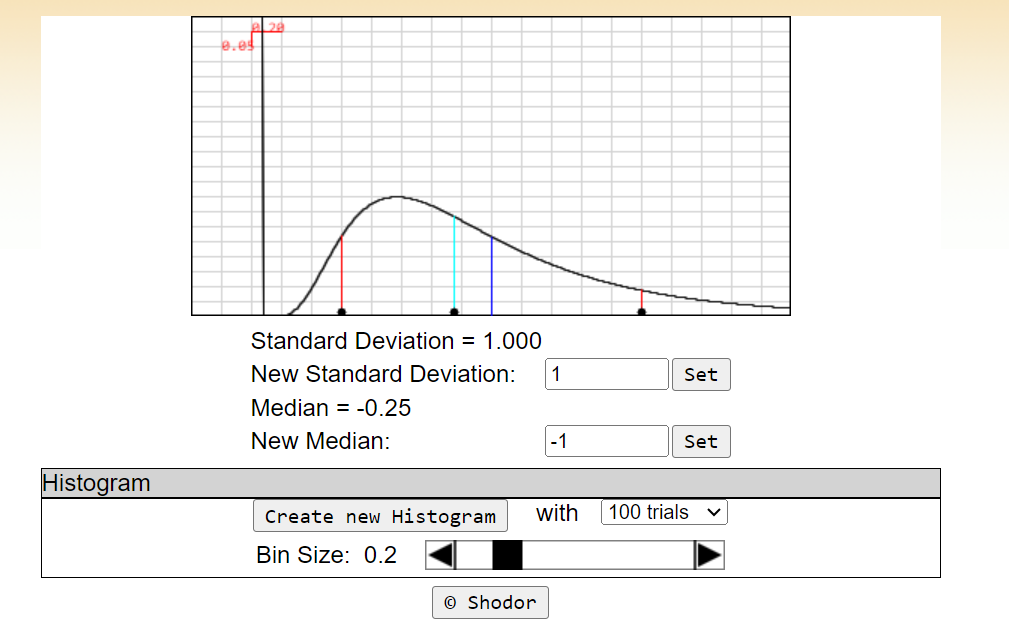 0.20
0.05
Standard Deviation = 1.000
New Standard Deviation: 1 Set
Median = -0.25
New Median: -1 Set
Histogram
Create new Histogram with 100 trials
Bin Size: 0.2
© Shodor